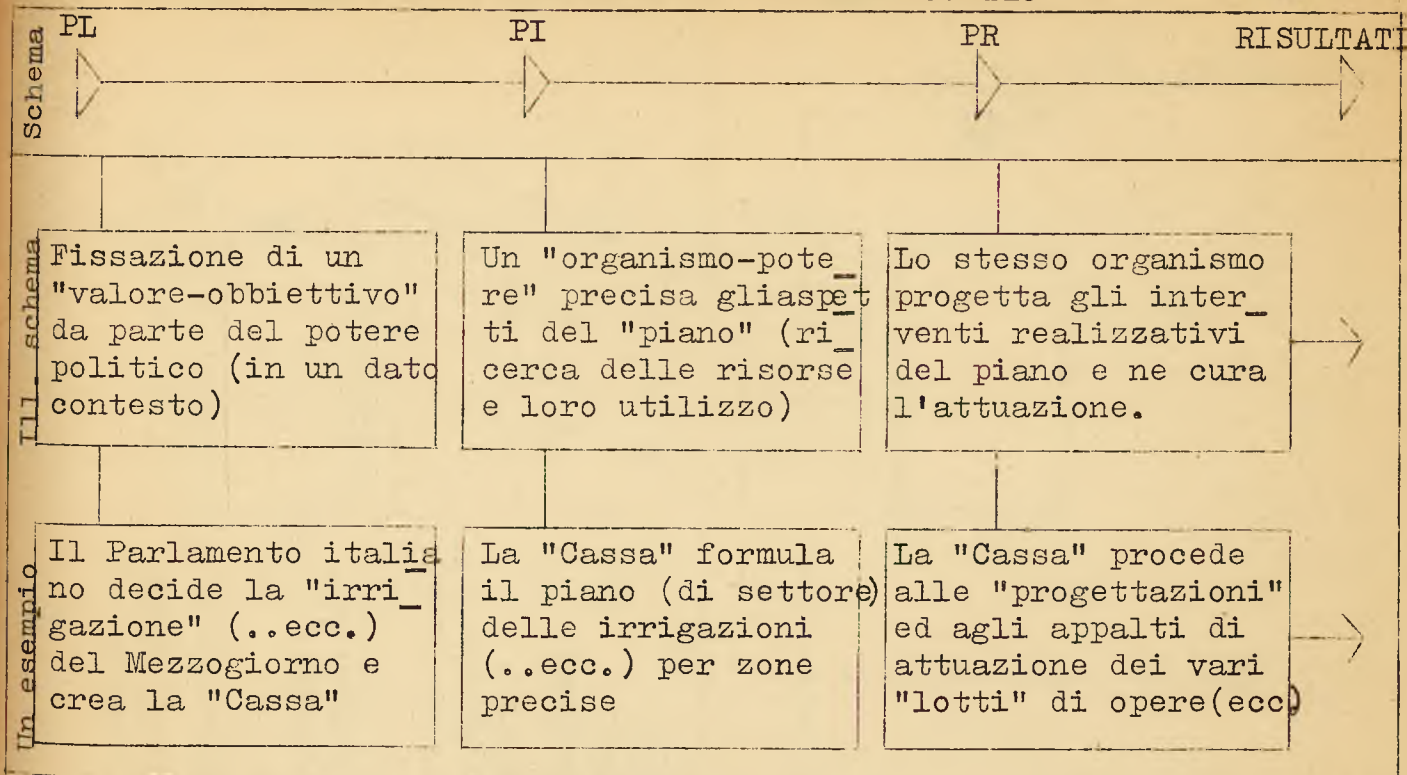 Schema
PL
PI
PR
RISULTATI
Ill. schema
Fissazione di un
"valore-obbiettivo"
da parte del potere
politico (in un dato
contesto)
Un "organismo-pote_
re" precisa gliaspet_
ti del "piano" (ri_
cerca delle risorse
e loro utilizzo)
Lo stesso organismo
progetta gli inter_
venti realizzativi
del piano e ne cura
l'attuazione.
Un esempio
Il Parlamento italia_
no decide la "irri_
gazione" (..ecc.)
del Mezzogiorno e
crea la "Cassa"
La "Cassa" formula
il piano (di settore)
delle irrigazioni
(..ecc.) per zone
precise
La "Cassa" procede
alle "progettazioni"
ed agli appalti di
attuazione dei vari
"lotti" di opere(ecc)